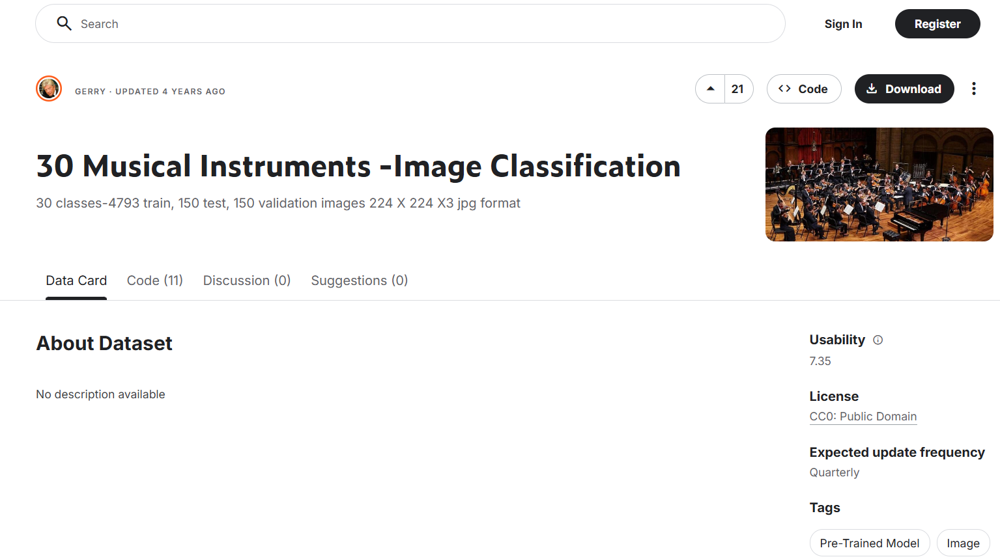 Search
Sign In
Register
GERRY · UPDATED 4 YEARS AGO
21
Code
Download
30 Musical Instruments -Image Classification
30 classes-4793 train, 150 test, 150 validation images 224 X 224 X3 jpg format
Data Card
Code (11)
Discussion (0)
Suggestions (0)
About Dataset
No description available
Usability
7.35
License
CC0: Public Domain
Expected update frequency
Quarterly
Tags
Pre-Trained Model
Image